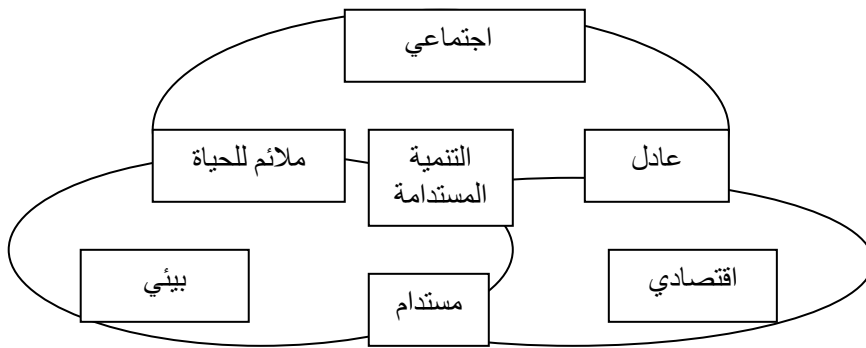 اجتماعي
عادل
التنمية
المستدامة
ملائم للحياة
اقتصادي
مستدام
بيئي